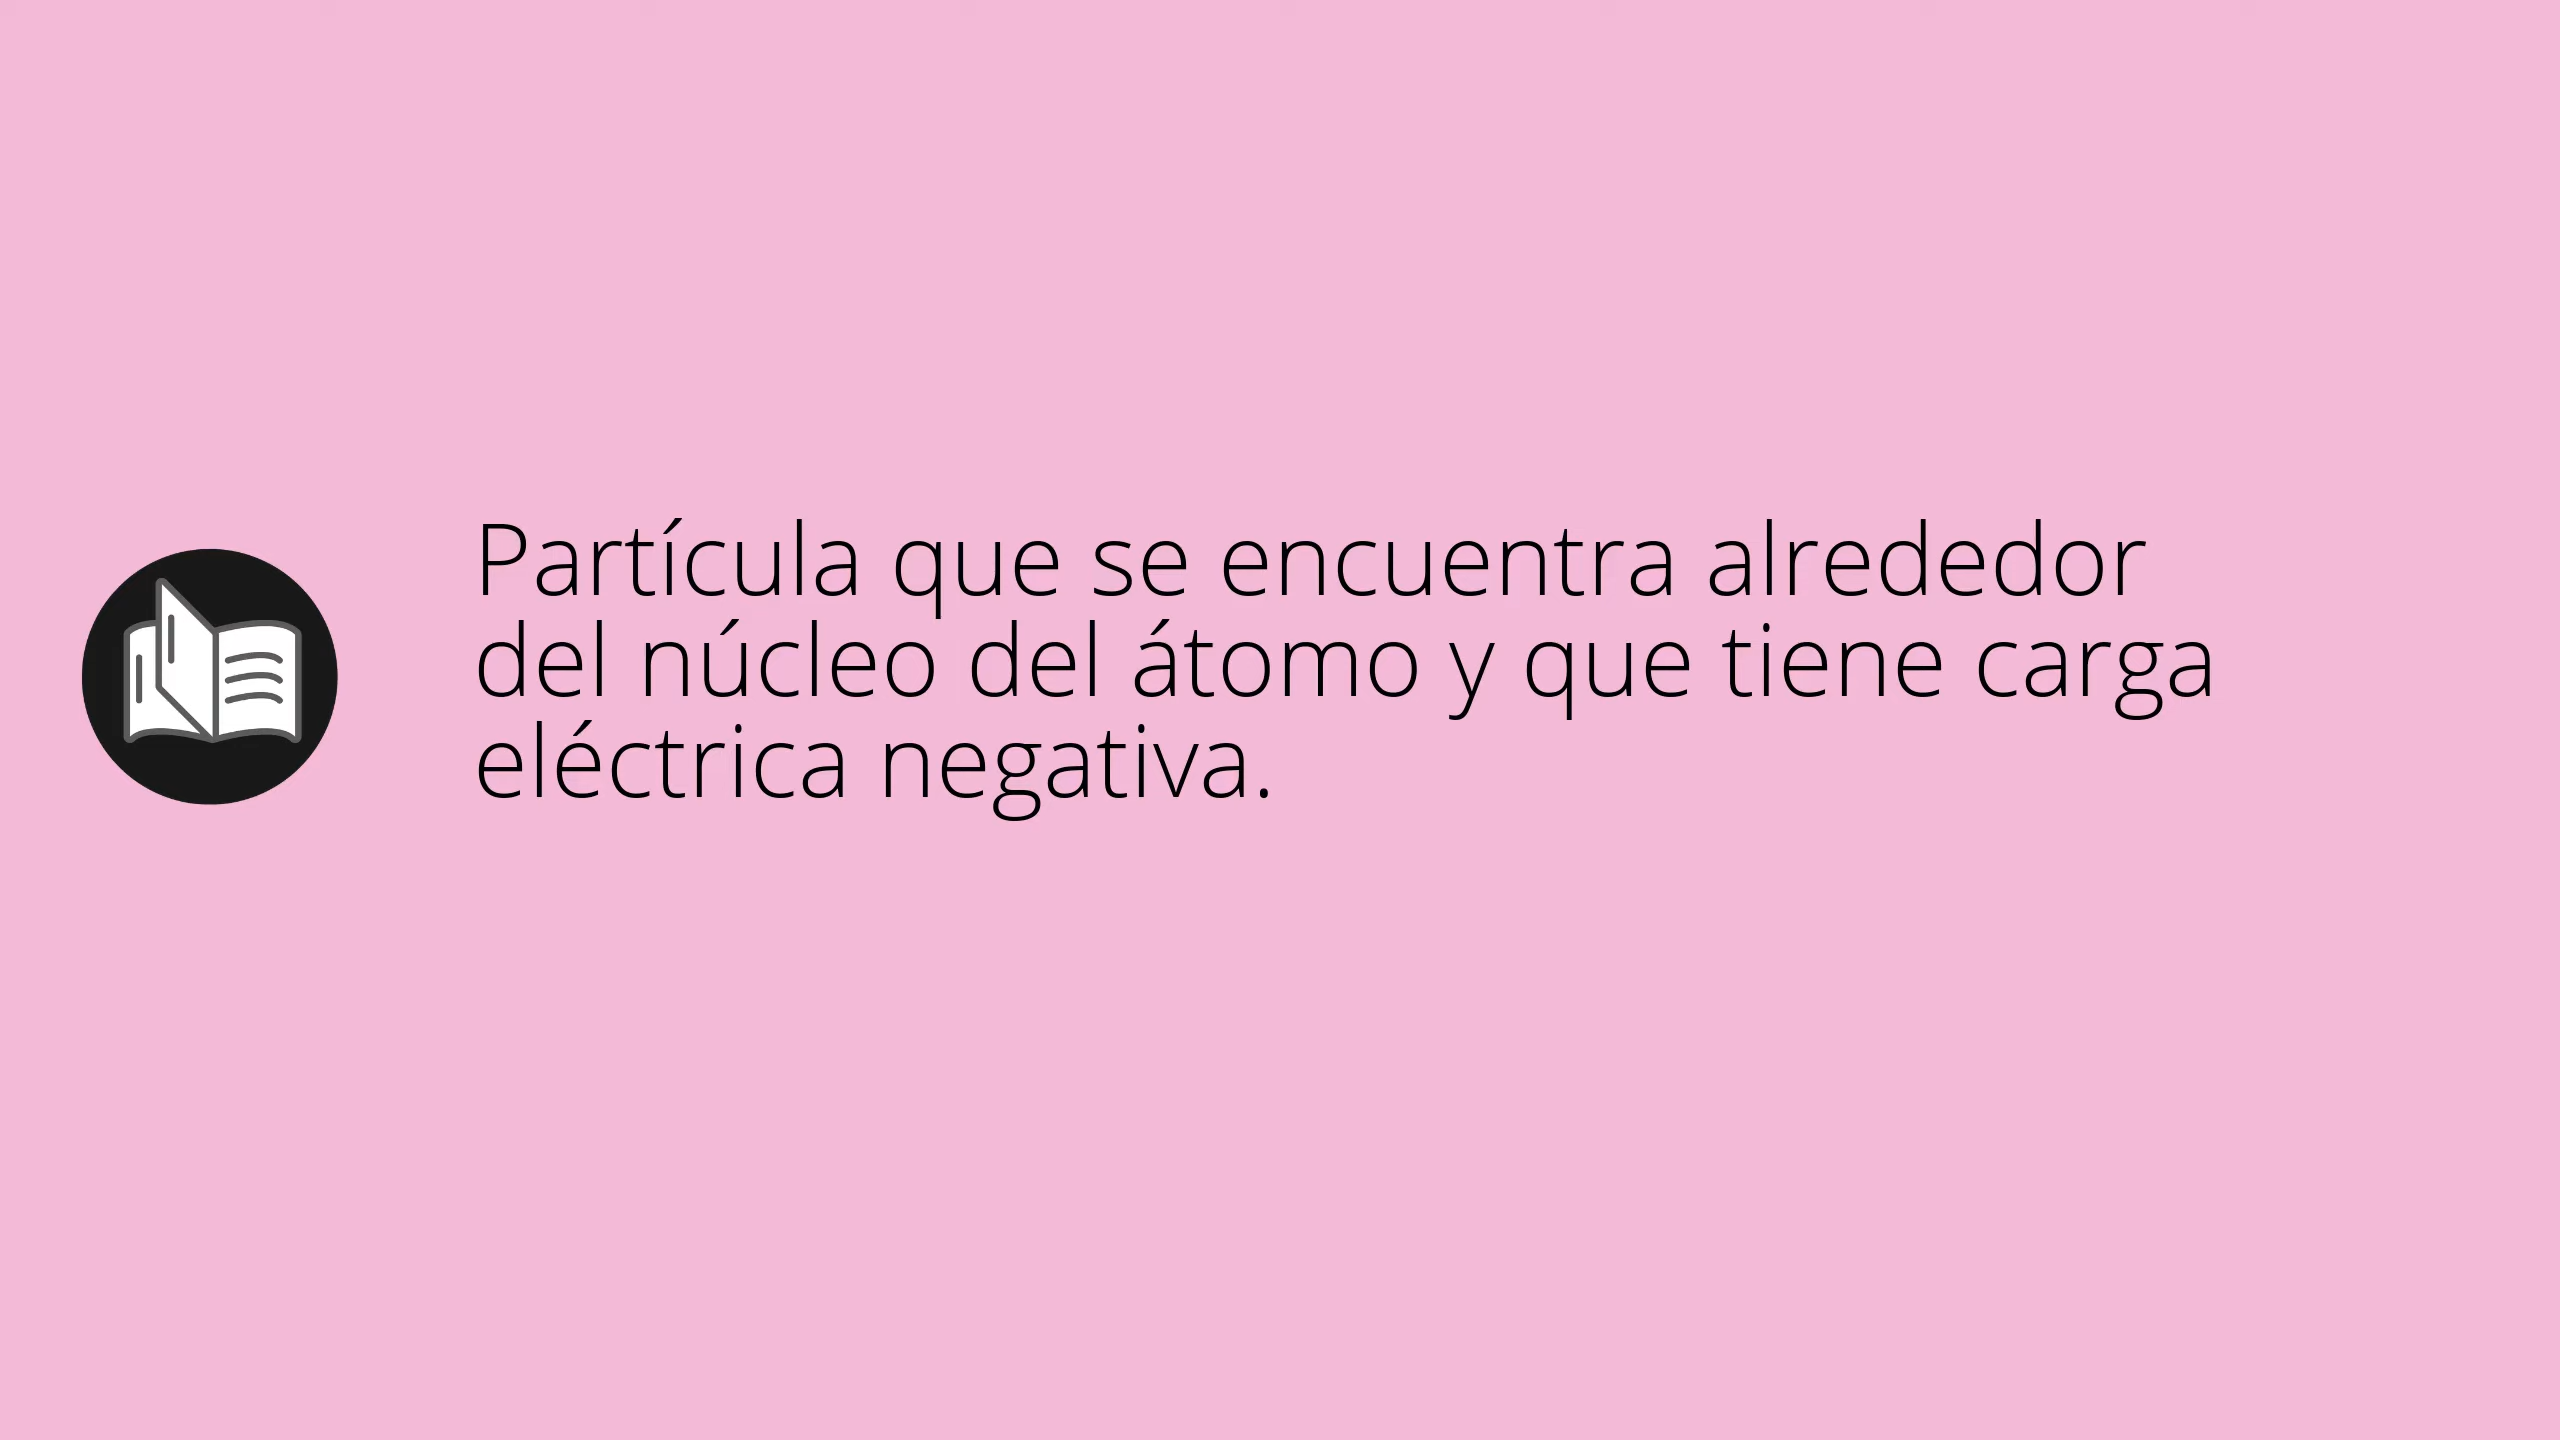 Partícula que se encuentra alrededor
del núcleo del átomo y que tiene carga
eléctrica negativa.